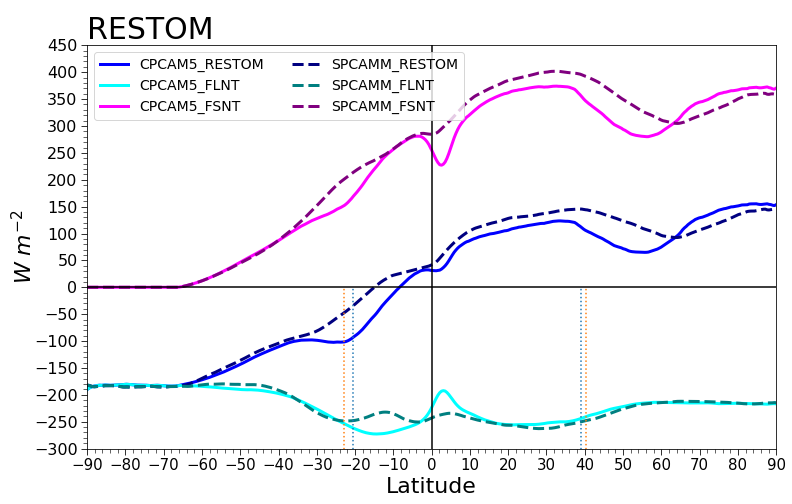 RESTOM
CPCAM5_RESTOM SPCAMM_RESTOM
CPCAM5_FLNT SPCAMM_FLNT
CPCAM5_FSNT SPCAMM_FSNT
450
400
350
300
250
200
150
100
50
0
−50
−100
−150
−200
−250
−300
W m⁻²
−90 −80 −70 −60 −50 −40 −30 −20 −10 0 10 20 30 40 50 60 70 80 90
Latitude